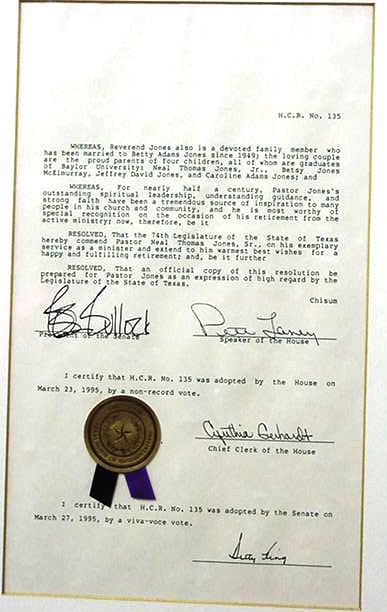 H.C.R. No. 135
WHEREAS, Reverend Jones also is a devoted family member who
has been married to Betty Adams Jones since 1949; the loving couple
are the proud parents of four children, all of whom are graduates
of Baylor University: Neal Thomas Jones, Jr., Betsy Jones
McElmurray, Jeffrey David Jones, and Caroline Adams Jones; and
WHEREAS, For nearly half a century, Pastor Jones's
outstanding spiritual leadership, understanding guidance, and
strong faith have been a tremendous source of inspiration to many
people in his church and community, and he is most worthy of
special recognition on the occasion of his retirement from the
active ministry; now, therefore, be it
RESOLVED, That the 74th Legislature of the State of Texas
hereby commend Pastor Neal Thomas Jones, Sr., on his exemplary
service as a minister and extend to him warmest best wishes for a
happy and fulfilling retirement; and, be it further
RESOLVED, That an official copy of this resolution be
prepared for Pastor Jones as an expression of high regard by the
Legislature of the State of Texas.
Chisum
Bob Bullock
Pete Laney
President of the Senate
Speaker of the House
I certify that H.C.R. No. 135 was adopted by the House on
March 23, 1995, by a non-record vote.
Cynthia Gerhardt
Chief Clerk of the House
I certify that H.C.R. No. 135 was adopted by the Senate on
March 27, 1995, by a viva-voce vote.
Betty King